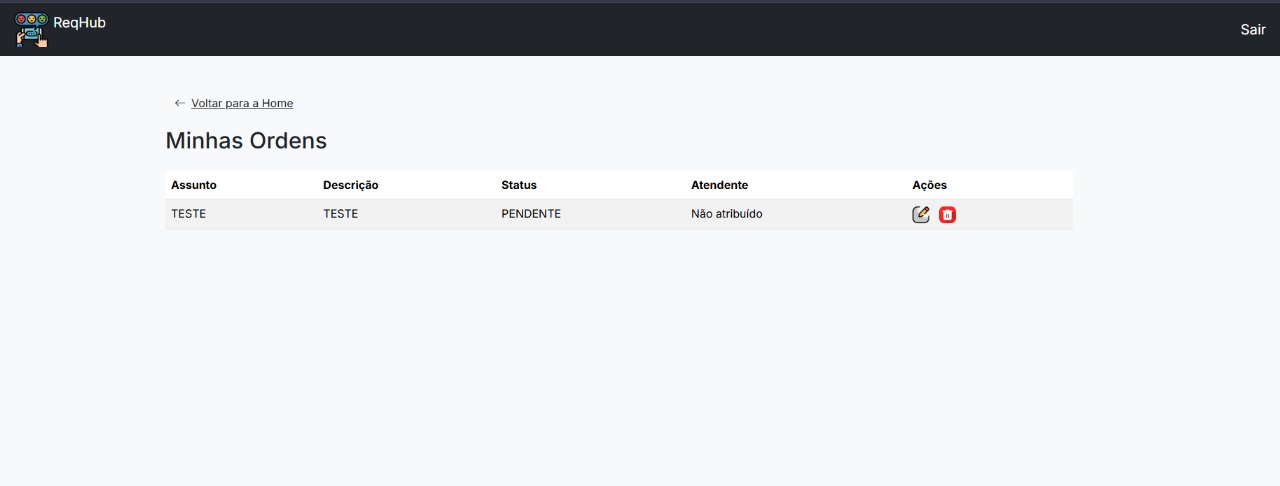 ReqHub
Sair
← Voltar para a Home
Minhas Ordens
Assunto Descrição Status Atendente Ações
TESTE TESTE PENDENTE Não atribuído